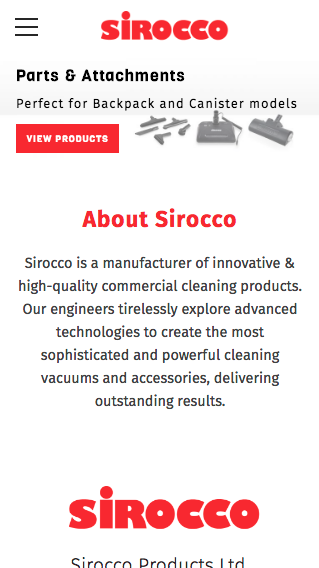 SIROCCO
Parts & Attachments
Perfect for Backpack and Canister models
VIEW PRODUCTS
About Sirocco
Sirocco is a manufacturer of innovative &
high-quality commercial cleaning products.
Our engineers tirelessly explore advanced
technologies to create the most
sophisticated and powerful cleaning
vacuums and accessories, delivering
outstanding results.
SIROCCO
Sirocco Products Ltd